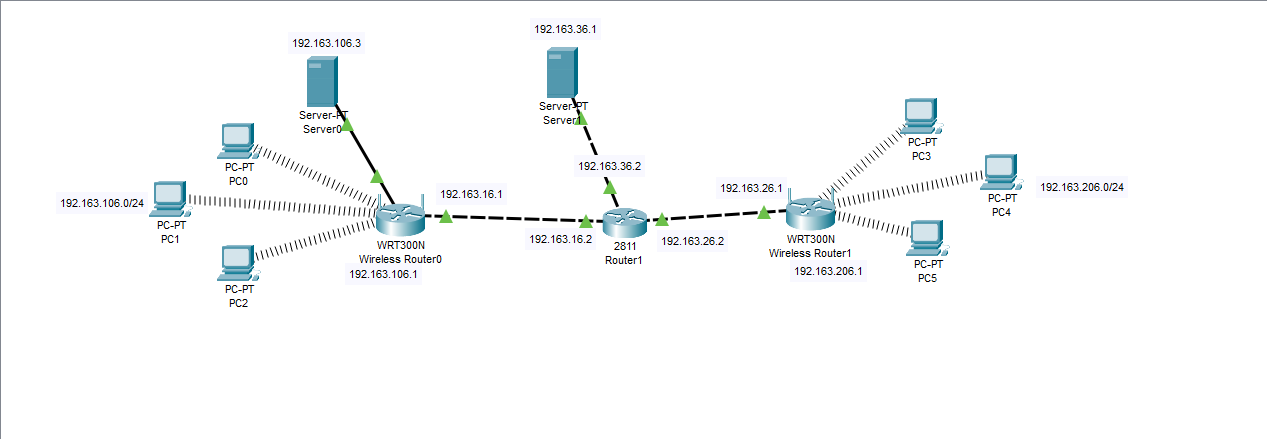 192.163.36.1
192.163.106.3
Server-PT
Server0
Server-PT
Server1
PC-PT
PC0
192.163.106.0/24
PC-PT
PC1
PC-PT
PC2
192.163.16.1
WRT300N
Wireless Router0
192.163.106.1
192.163.36.2
192.163.16.2
2811
Router1
192.163.26.2
192.163.26.1
WRT300N
Wireless Router1
192.163.206.1
PC-PT
PC3
PC-PT
PC4
192.163.206.0/24
PC-PT
PC5